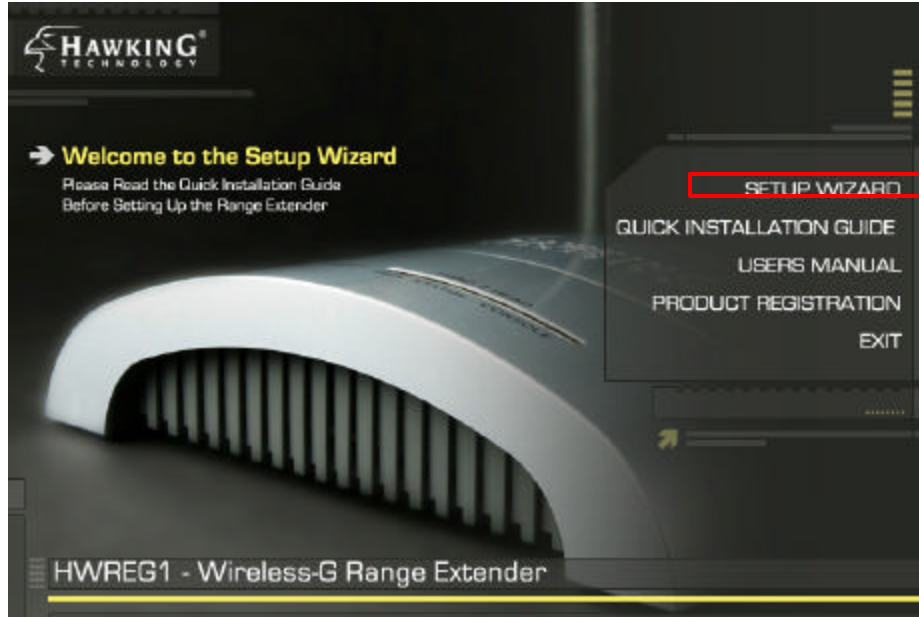 HAWKING®
TECHNOLOGY
Welcome to the Setup Wizard
Please Read the Quick Installation Guide
Before Setting Up the Range Extender
SETUP WIZARD
QUICK INSTALLATION GUIDE
USERS MANUAL
PRODUCT REGISTRATION
EXIT
CONSOLE
HWREG1 - Wireless-G Range Extender